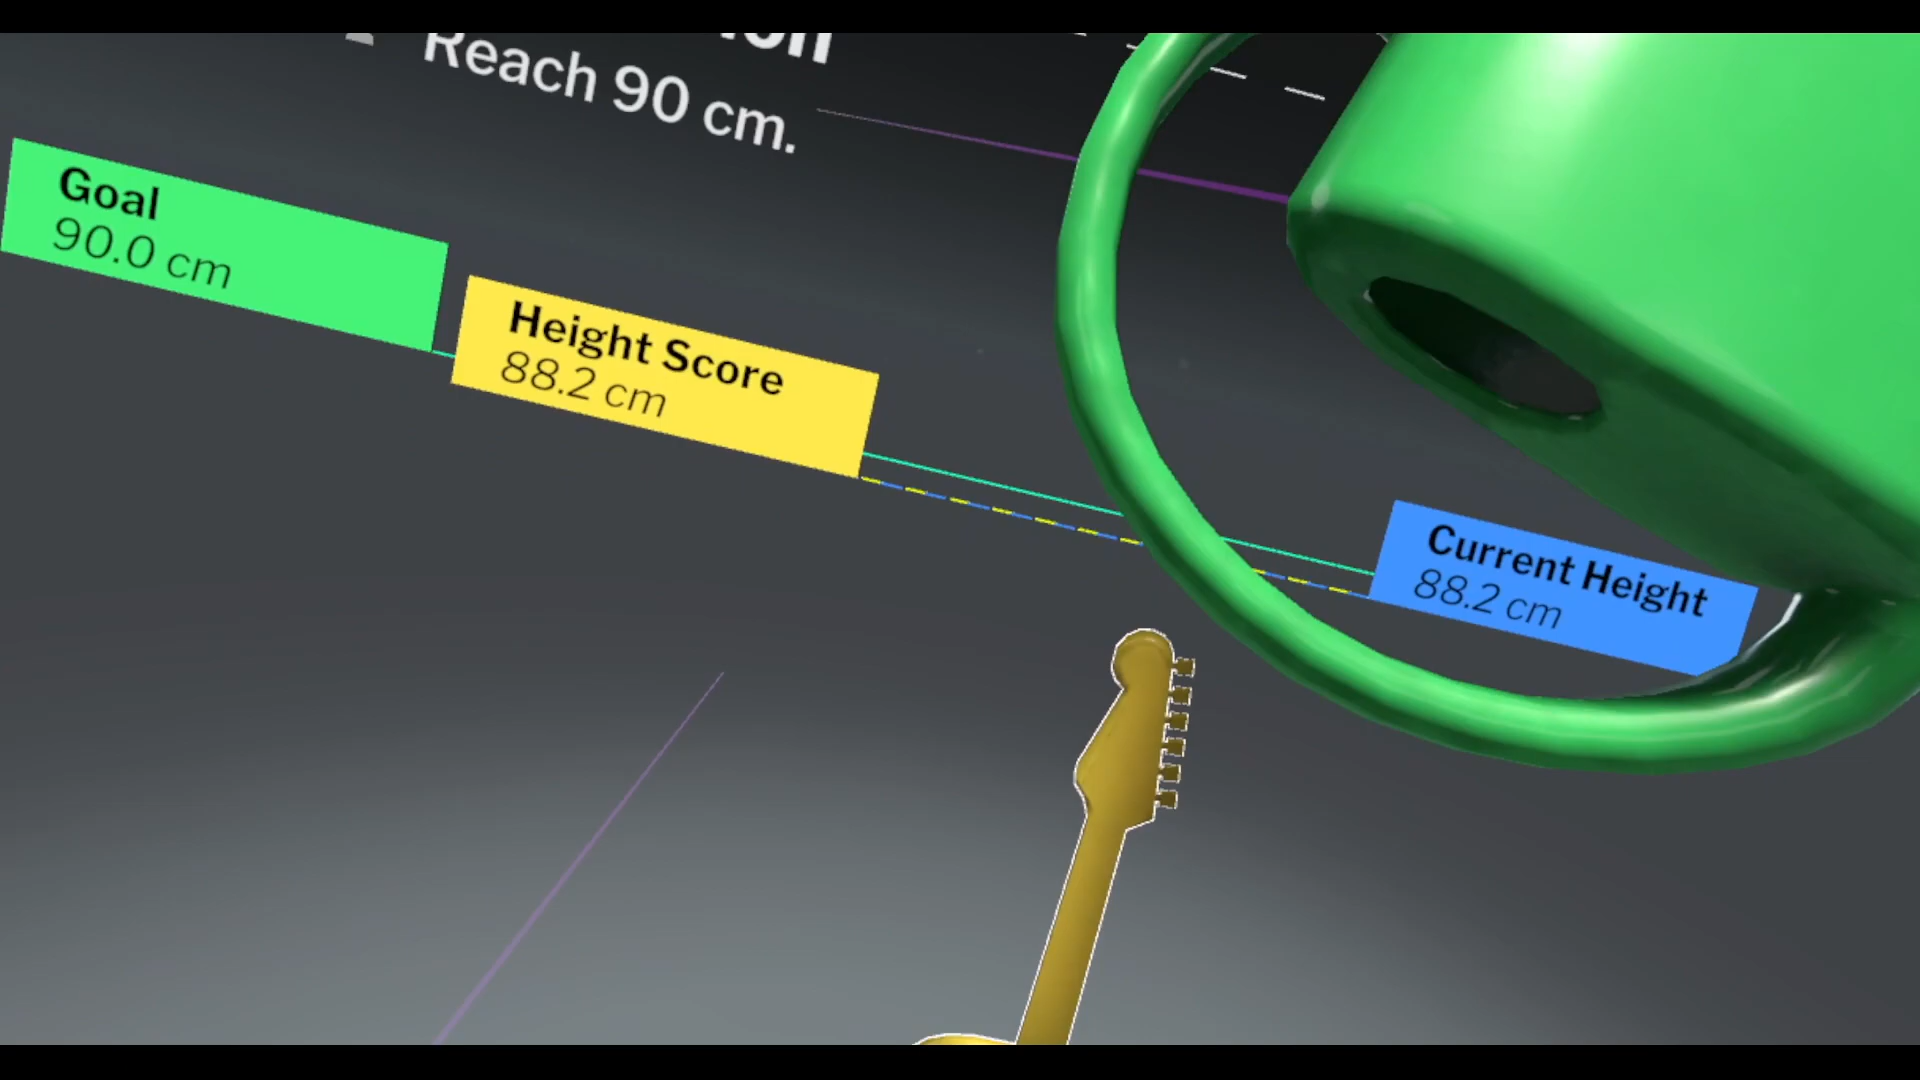 Reach 90 cm.
Goal
90.0 cm
Height Score
88.2 cm
Current Height
88.2 cm